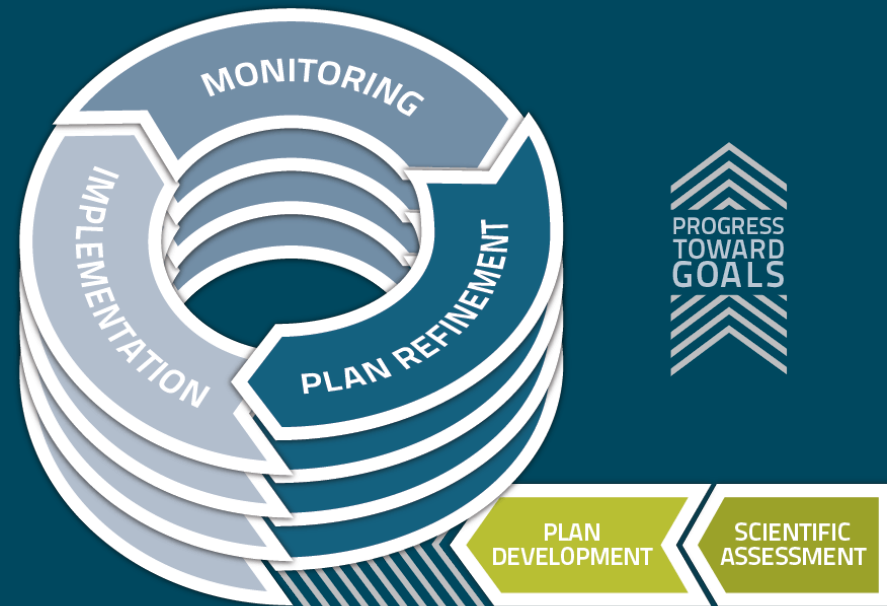 MONITORING
IMPLEMENTATION
PLAN REFINEMENT
PROGRESS
TOWARD
GOALS
PLAN
DEVELOPMENT
SCIENTIFIC
ASSESSMENT